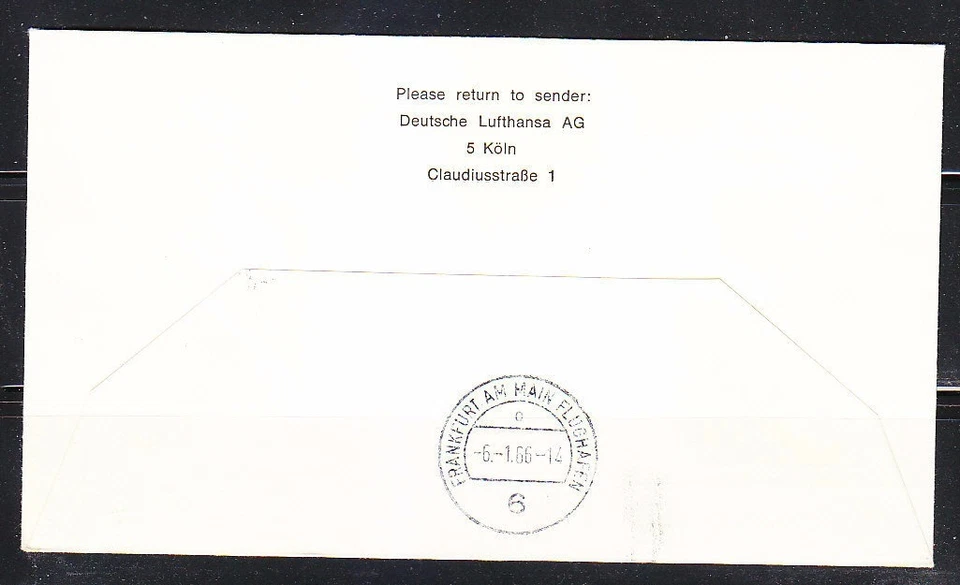 Please return to sender:
Deutsche Lufthansa AG
5 Köln
Claudiusstraße 1
FRANKFURT AM MAIN FLUGHAFEN
o
-6.-1.66-14
6